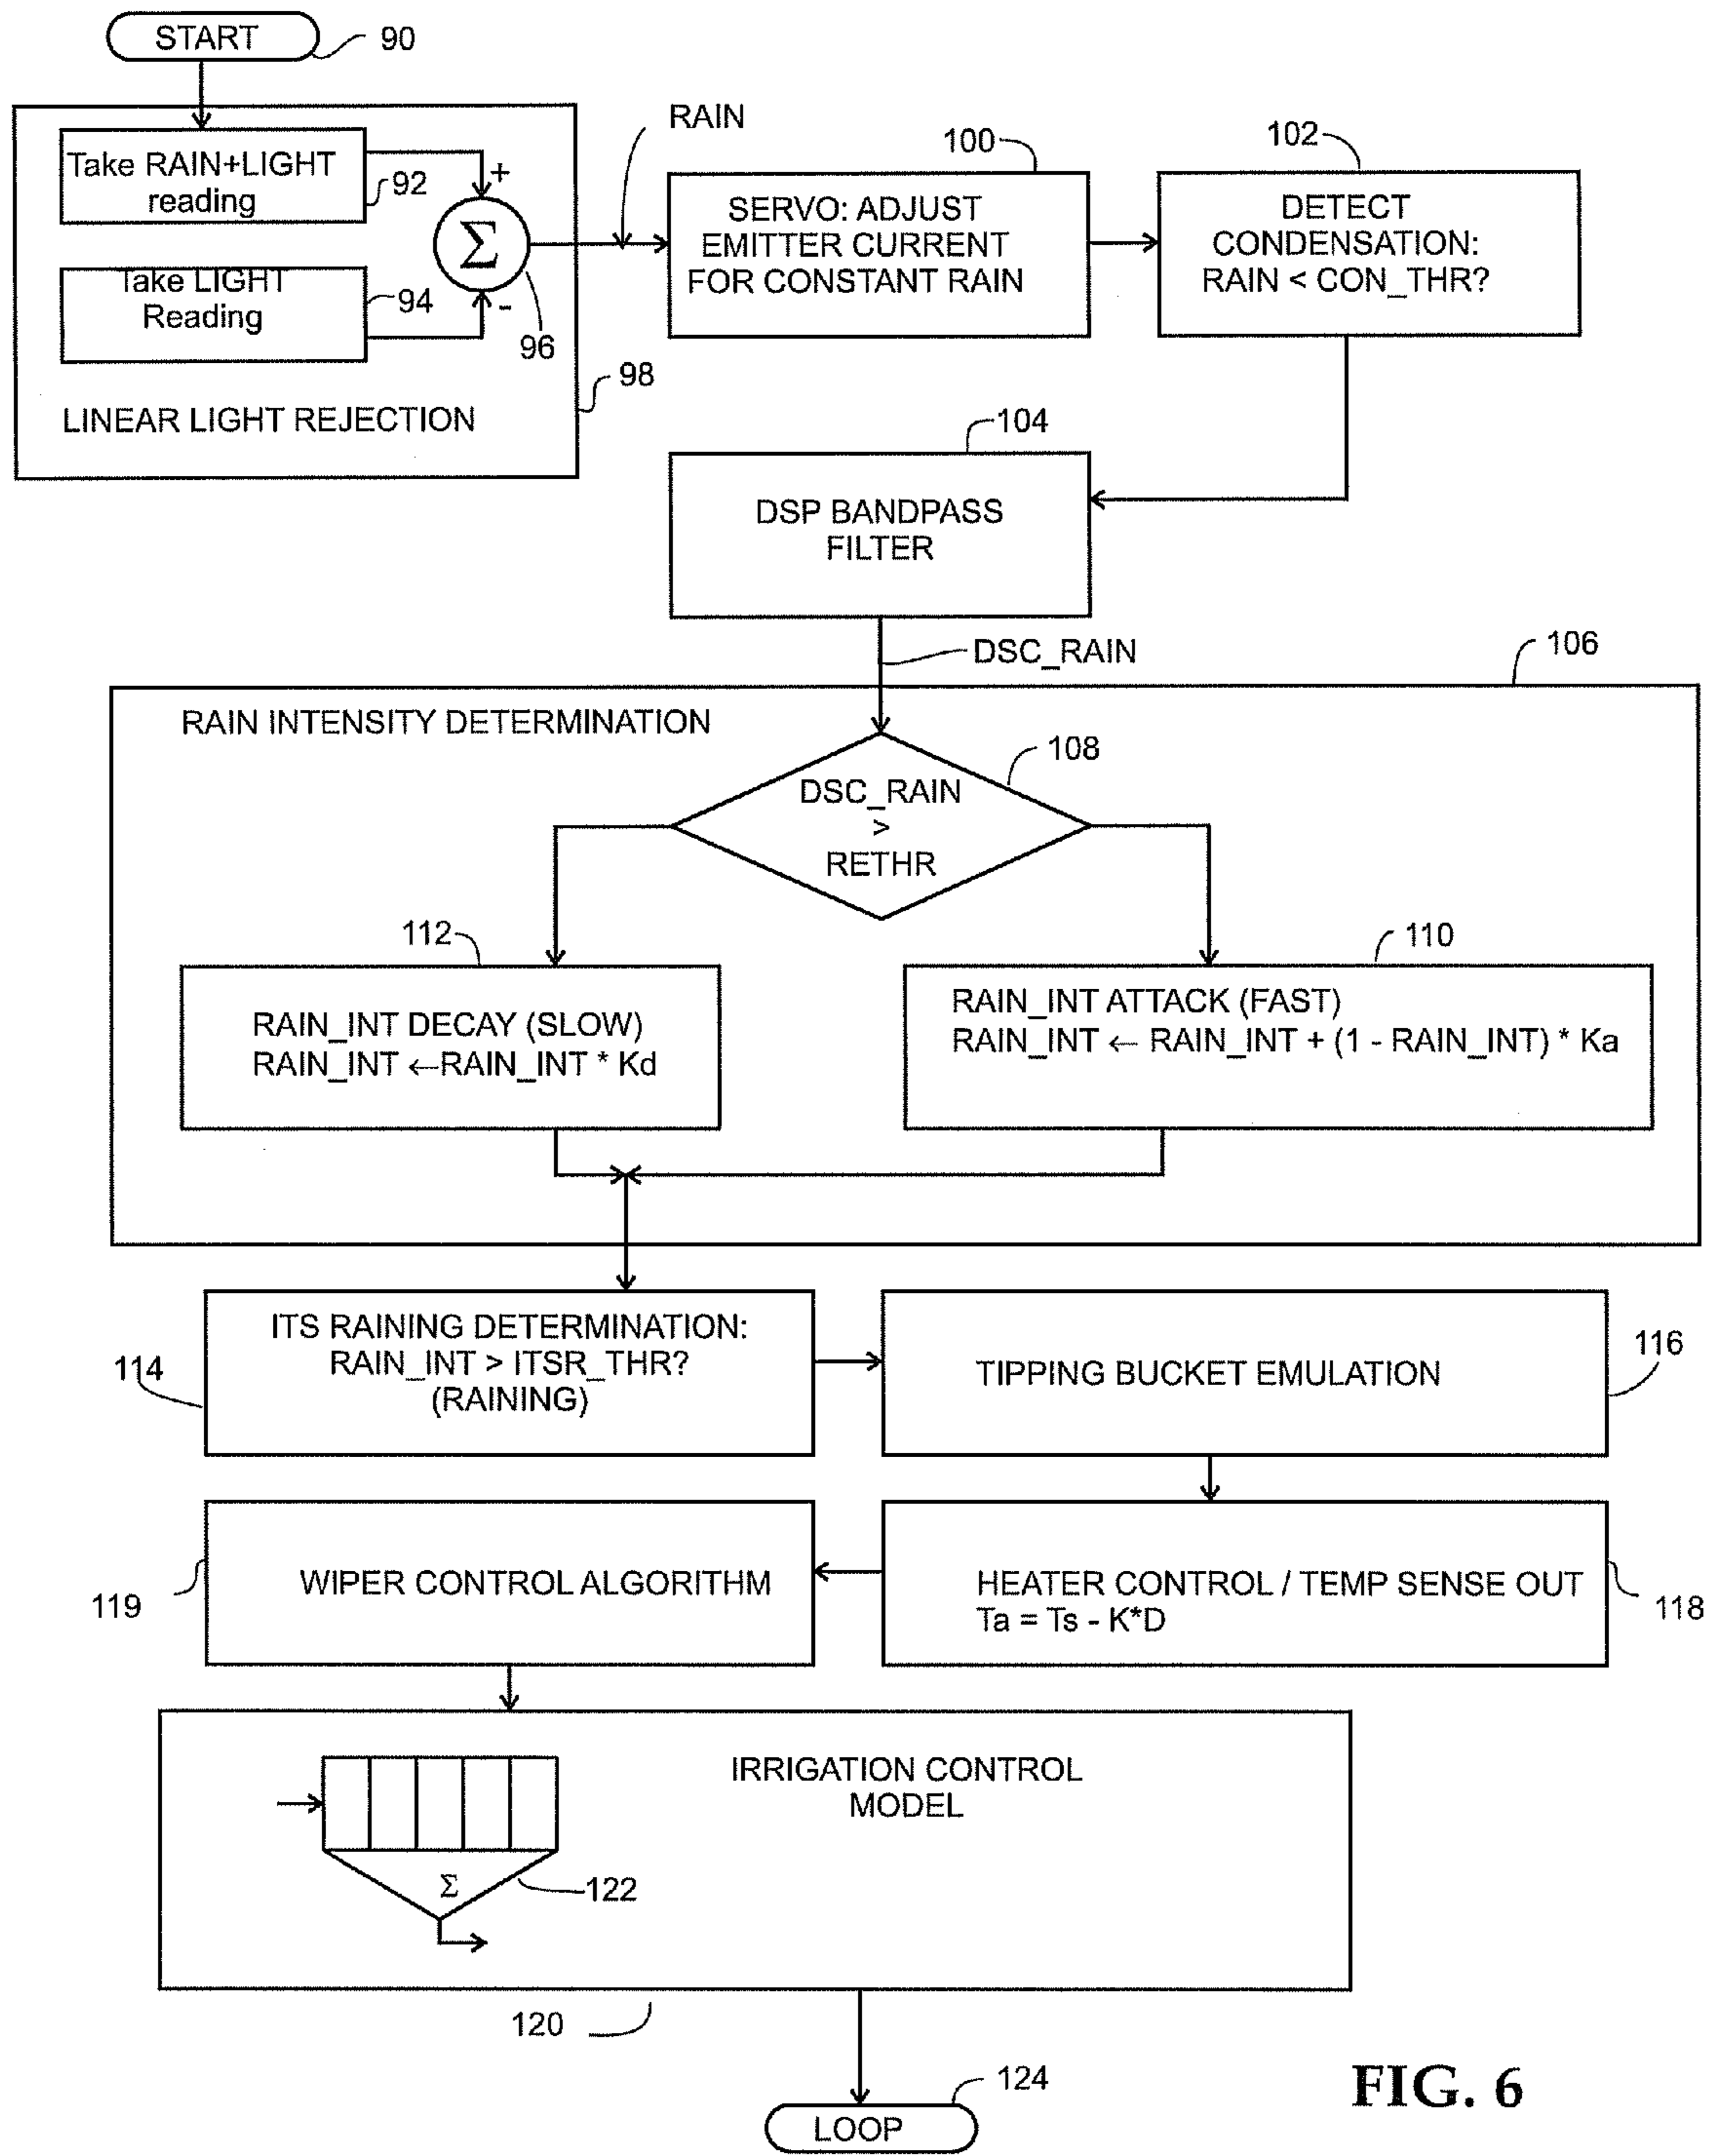 START
90
RAIN
Take RAIN+LIGHT
reading
92
+
Σ
Take LIGHT
Reading
94
-
96
98
LINEAR LIGHT REJECTION
100
SERVO: ADJUST
EMITTER CURRENT
FOR CONSTANT RAIN
102
DETECT
CONDENSATION:
RAIN < CON_THR?
104
DSP BANDPASS
FILTER
DSC_RAIN
106
RAIN INTENSITY DETERMINATION
108
DSC_RAIN
>
RETHR
112
RAIN_INT DECAY (SLOW)
RAIN_INT ←RAIN_INT * Kd
110
RAIN_INT ATTACK (FAST)
RAIN_INT ← RAIN_INT + (1 - RAIN_INT) * Ka
114
ITS RAINING DETERMINATION:
RAIN_INT > ITSR_THR?
(RAINING)
TIPPING BUCKET EMULATION
116
119
WIPER CONTROL ALGORITHM
HEATER CONTROL / TEMP SENSE OUT
Ta = Ts - K*D
118
IRRIGATION CONTROL
MODEL
Σ
122
120
124
LOOP
FIG. 6